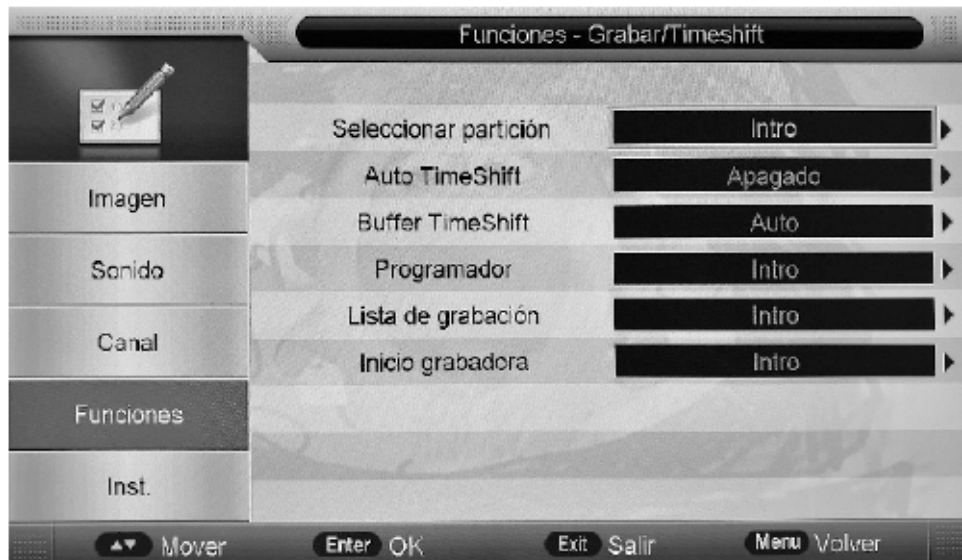 Funciones - Grabar/Timeshift
Seleccionar partición Intro
Auto TimeShift Apagado
Buffer TimeShift Auto
Programador Intro
Lista de grabación Intro
Inicio grabadora Intro
Imagen
Sonido
Canal
Funciones
Inst.
Mover Enter OK Exit Salir Menu Volver